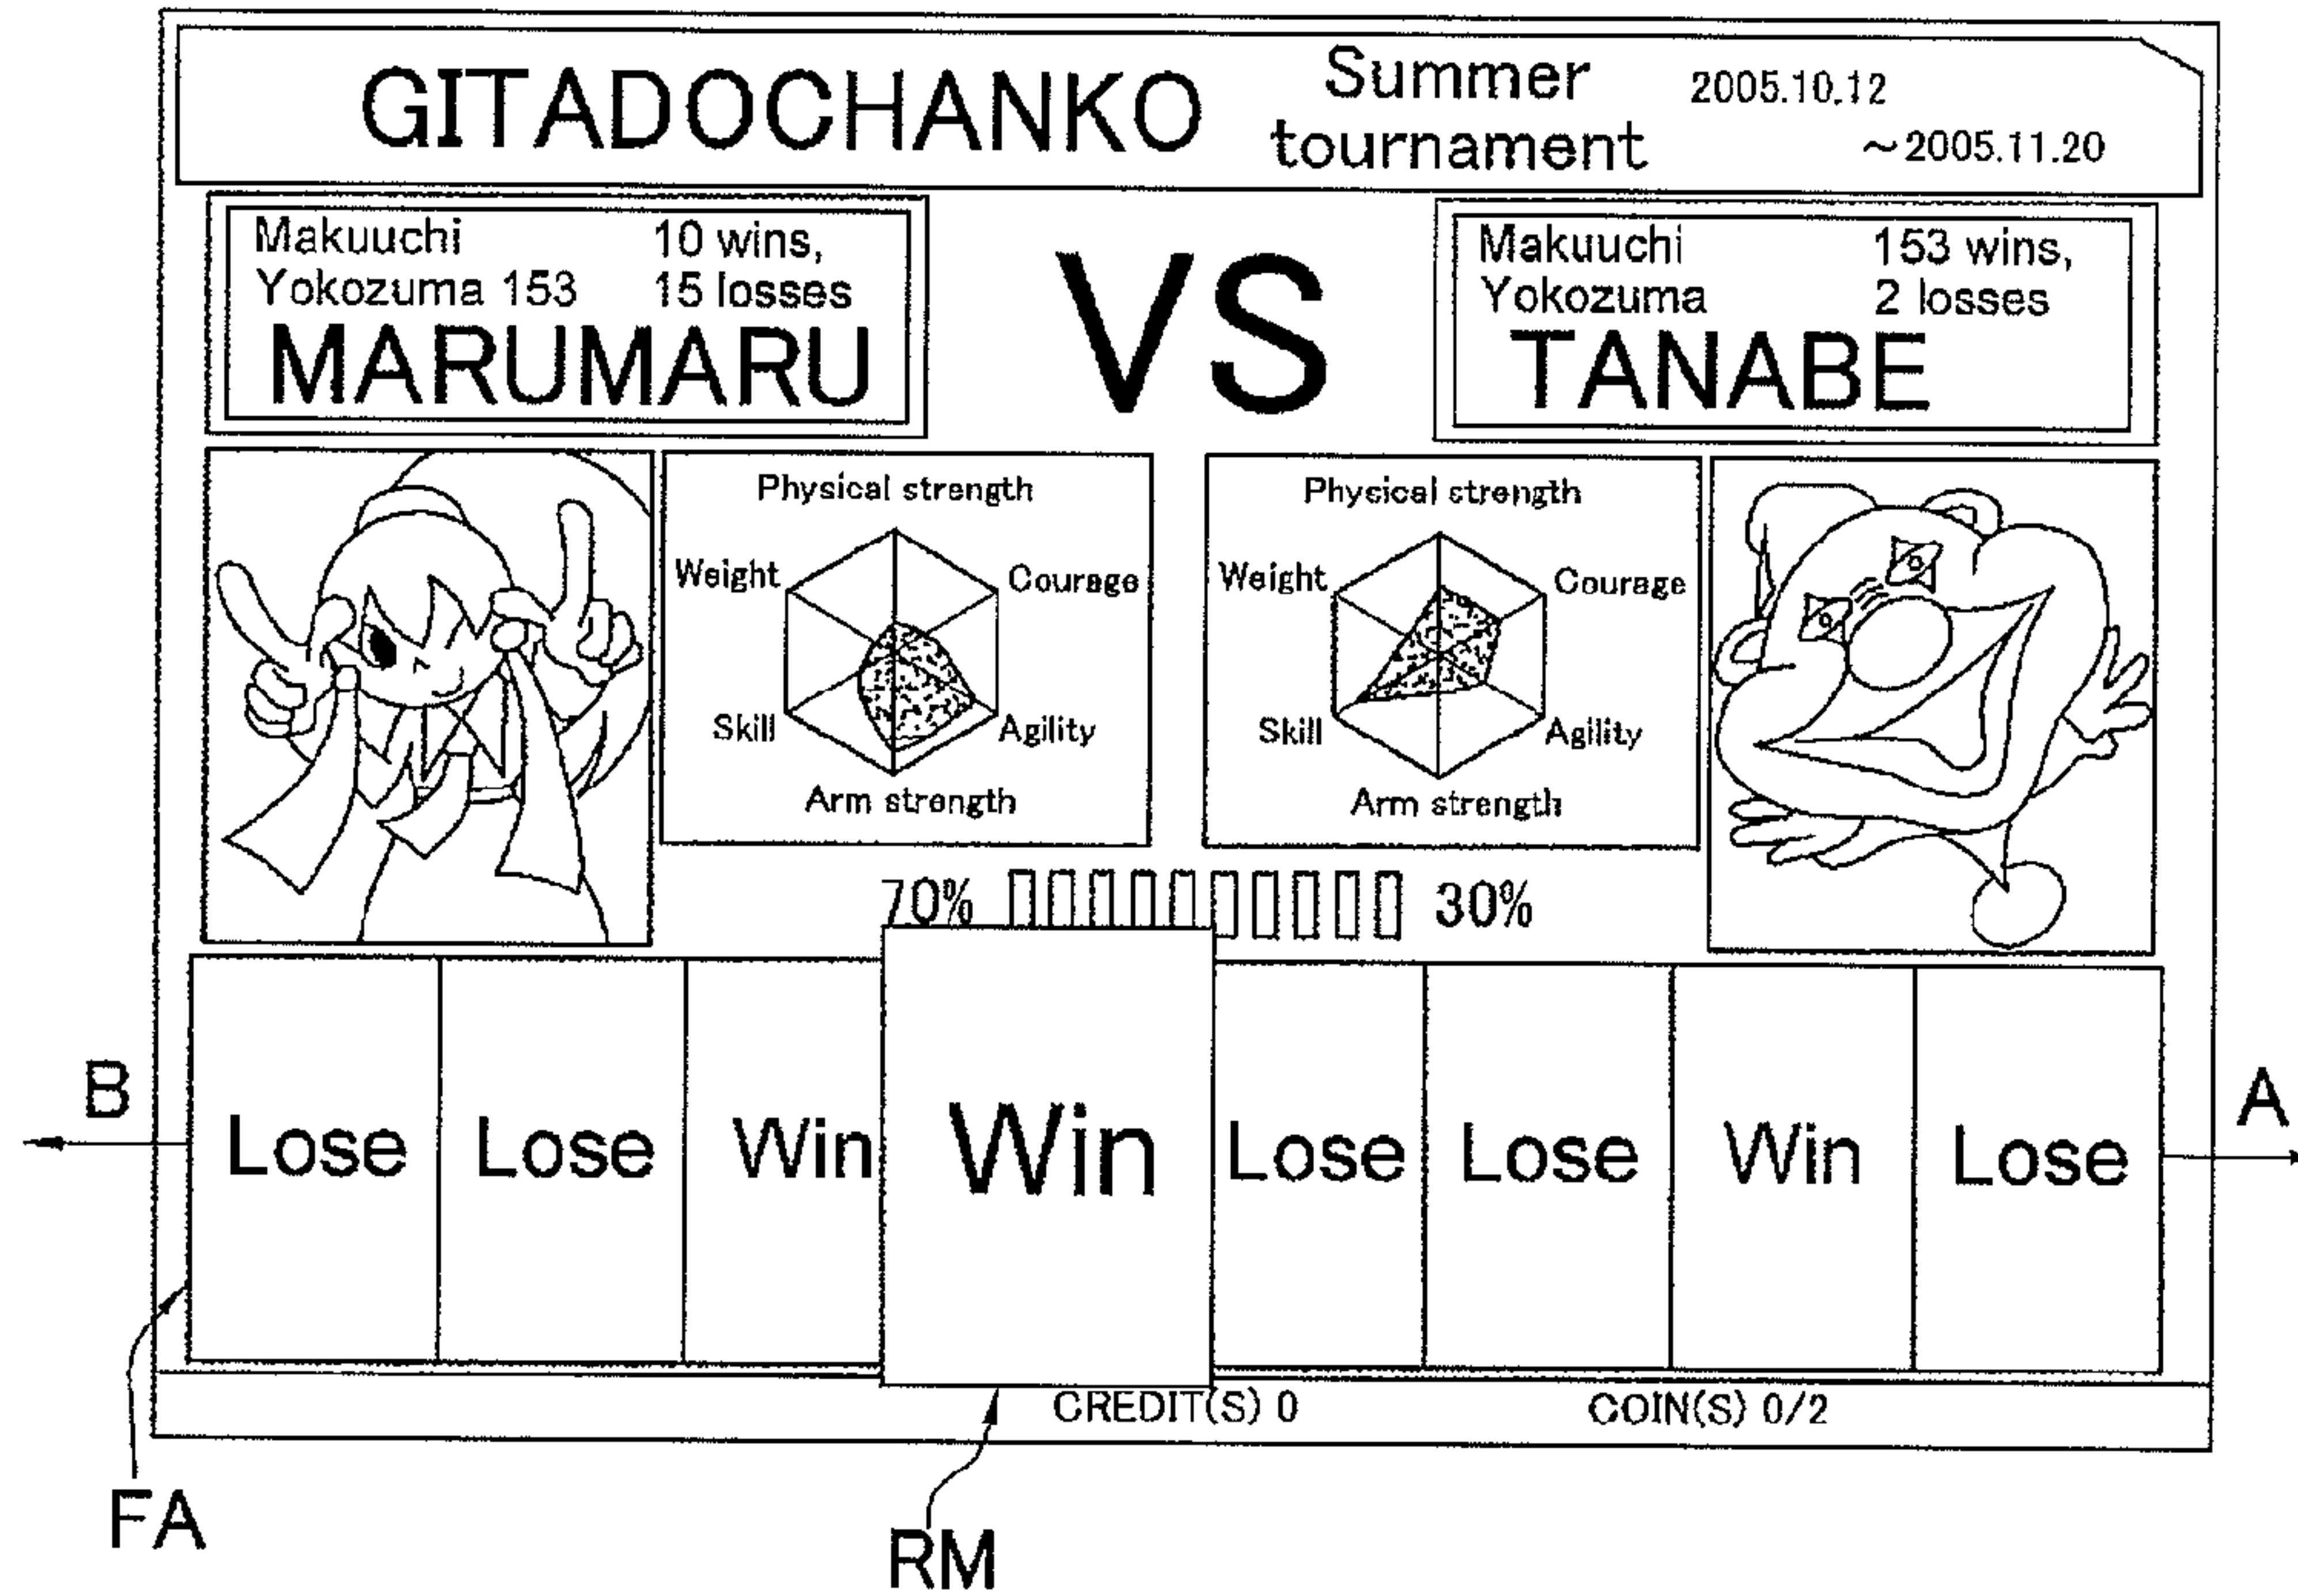 GITADOCHANKO
Summer
tournament
2005.10.12
~2005.11.20
Makuuchi 10 wins,
Yokozuma 153 15 losses
MARUMARU
VS
Makuuchi 153 wins,
Yokozuma 2 losses
TANABE
Physical strength
Weight
Courage
Skill
Agility
Arm strength
Physical strength
Weight
Courage
Skill
Agility
Arm strength
70% 30%
B
Lose Lose Win Win Lose Lose Win Lose
A
CREDIT(S) 0 COIN(S) 0/2
FA
RM